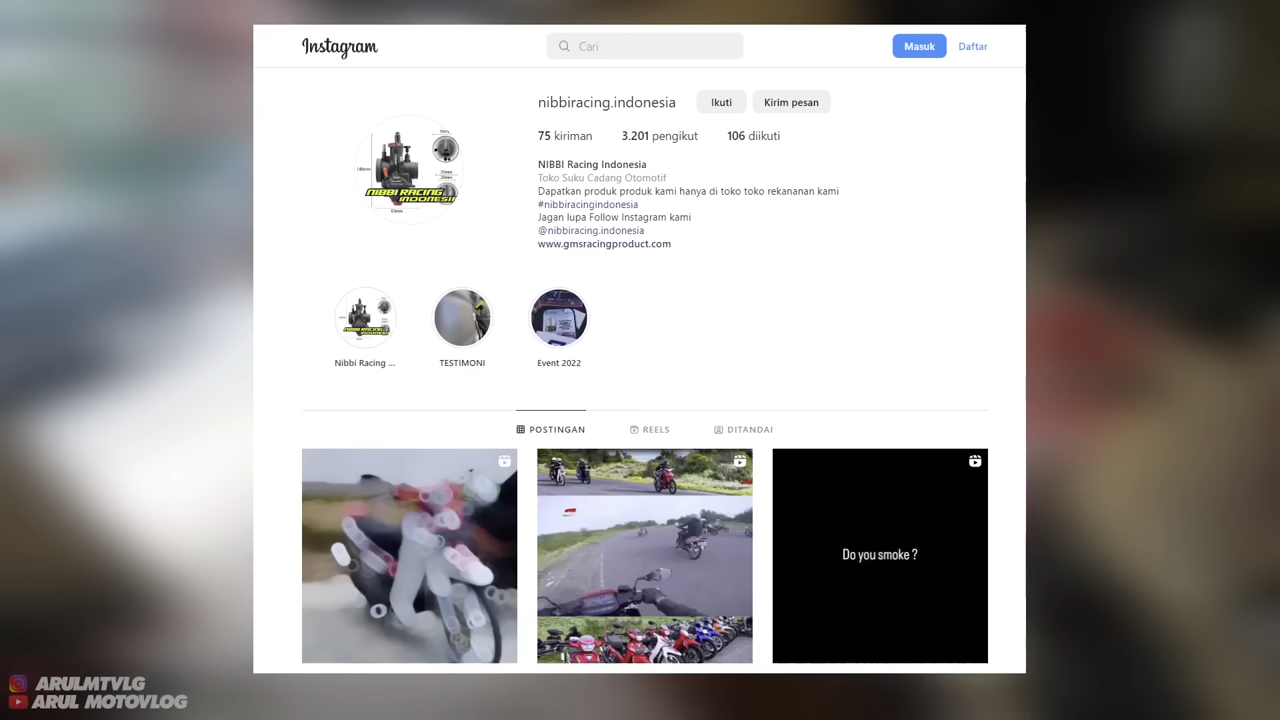 Instagram
Cari
Masuk
Daftar
nibbiracing.indonesia
Ikuti
Kirim pesan
75 kiriman
3.201 pengikut
106 diikuti
NIBBI Racing Indonesia
Toko Suku Cadang Otomotif
Dapatkan produk produk kami hanya di toko toko rekananan kami
#nibbiracingindonesia
Jagan lupa Follow Instagram kami
@nibbiracing.indonesia
www.gmsracingproduct.com
NIBBI RACING
INDONESIA
Nibbi Racing ...
TESTIMONI
Event 2022
POSTINGAN
REELS
DITANDAI
Do you smoke ?
ARULMTVLG
ARUL MOTOVLOG